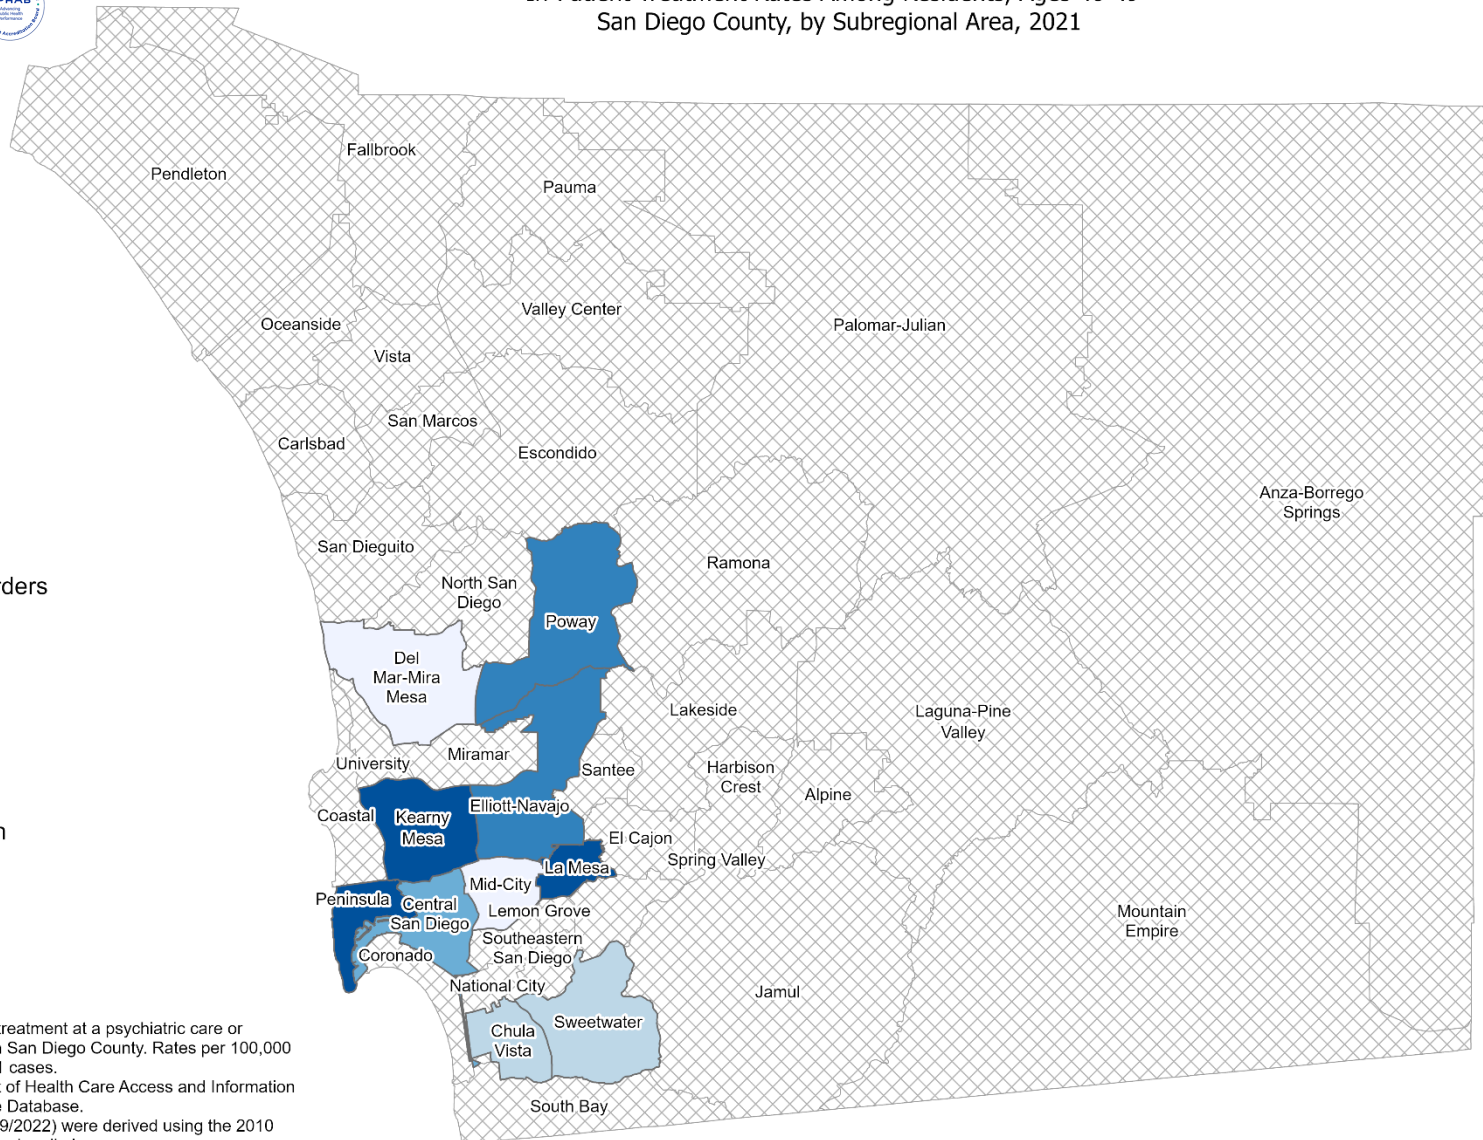 San Diego County, by Subregional Area, 2021
Advancing
Fallbrook
Pendleton
Pauma
Valley Center
Oceanside
Palomar-Julian
Vista
San Marcos
Carlsbad
Escondido
Anza-Borrego
Springs
San Dieguito
Ramona
North San
Diego
rders
Poway
Del
Mar-Mira
Mesa
Lakeside
Laguna-Pine
Valley
Miramar
University
Santee
Harbison
Crest
Alpine
Elliott-Navajo
Coastal
Kearny
Mesa
n
El Cajon
Spring Valley
La Mesa
Mid-City
Peninsula
Central
San Diego
Lemon Grove
Mountain
Empire
Southeastern
San Diego
Coronado
National City
Jamul
Sweetwater
Chula
Vista
South Bay
treatment at a psychiatric care or
San Diego County. Rates per 100,000
cases.
of Health Care Access and Information
Database.
9/2022) were derived using the 2010